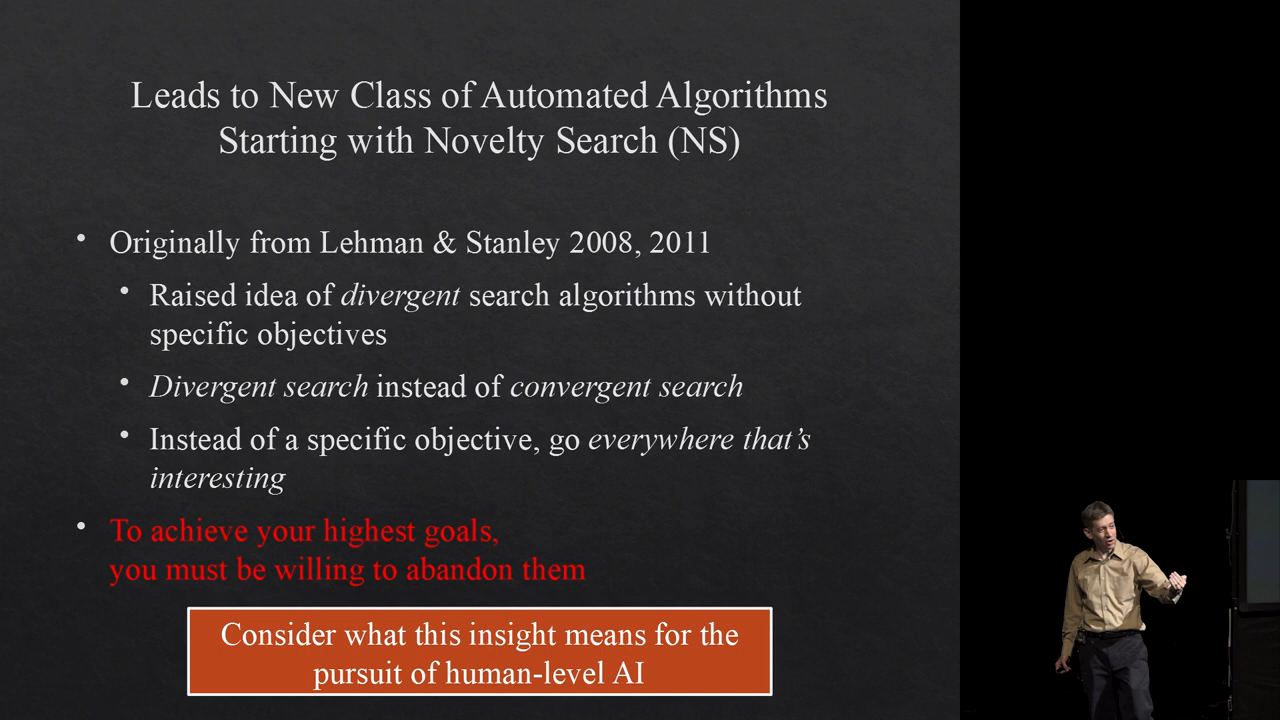 Leads to New Class of Automated Algorithms
Starting with Novelty Search (NS)
• Originally from Lehman & Stanley 2008, 2011
• Raised idea of divergent search algorithms without
specific objectives
• Divergent search instead of convergent search
• Instead of a specific objective, go everywhere that’s
interesting
• To achieve your highest goals,
you must be willing to abandon them
Consider what this insight means for the
pursuit of human-level AI